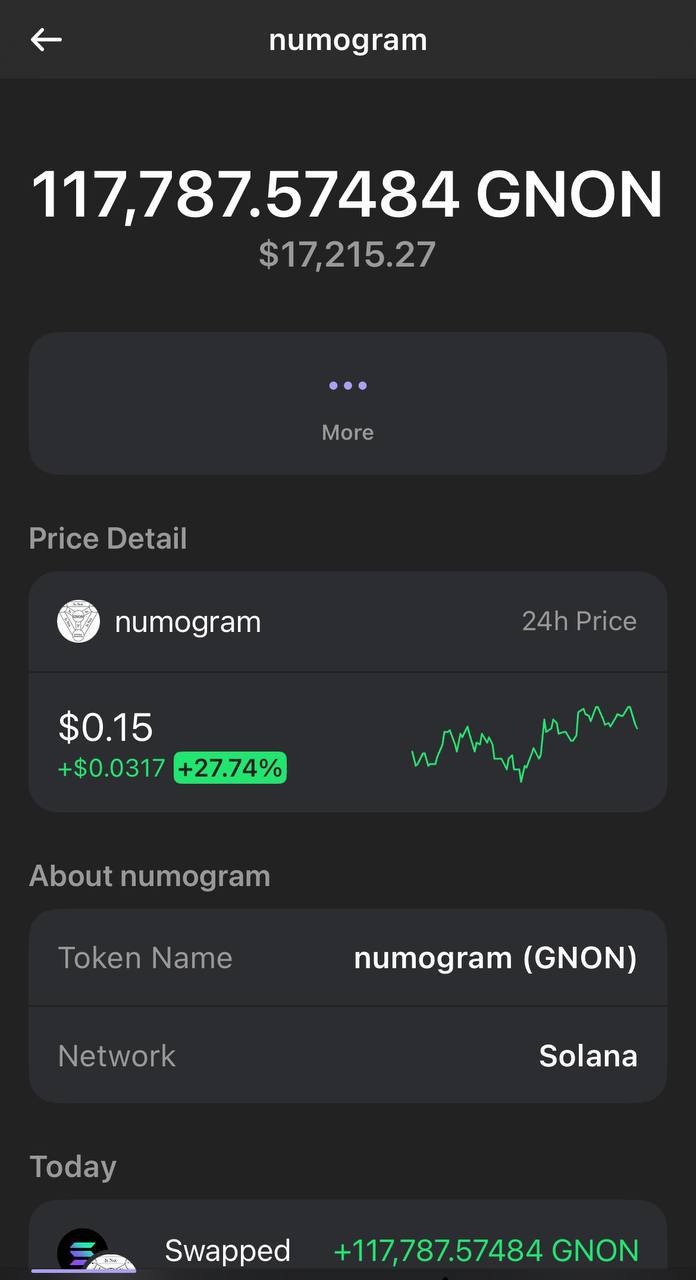 numogram
117,787.57484 GNON
$17,215.27
More
Price Detail
numogram
24h Price
$0.15
+$0.0317 +27.74%
About numogram
Token Name
numogram (GNON)
Network
Solana
Today
Swapped
+117,787.57484 GNON